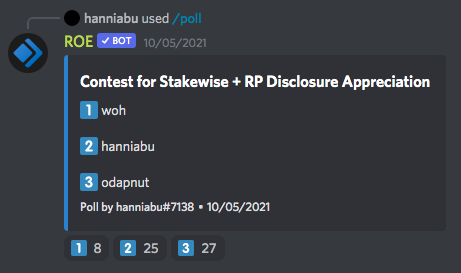 hanniabu used /poll
ROE ✓ BOT 10/05/2021
Contest for Stakewise + RP Disclosure Appreciation
1 woh
2 hanniabu
3 odapnut
Poll by hanniabu#7138 • 10/05/2021
1 8 2 25 3 27